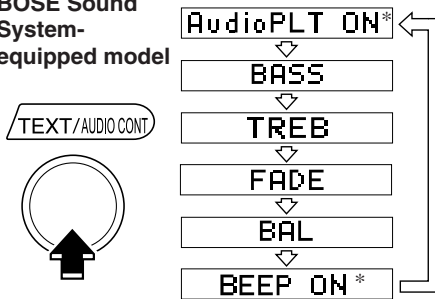 BOSE Sound
System-
equipped model
TEXT/AUDIO CONT
AudioPLT ON*
BASS
TREB
FADE
BAL
BEEP ON*